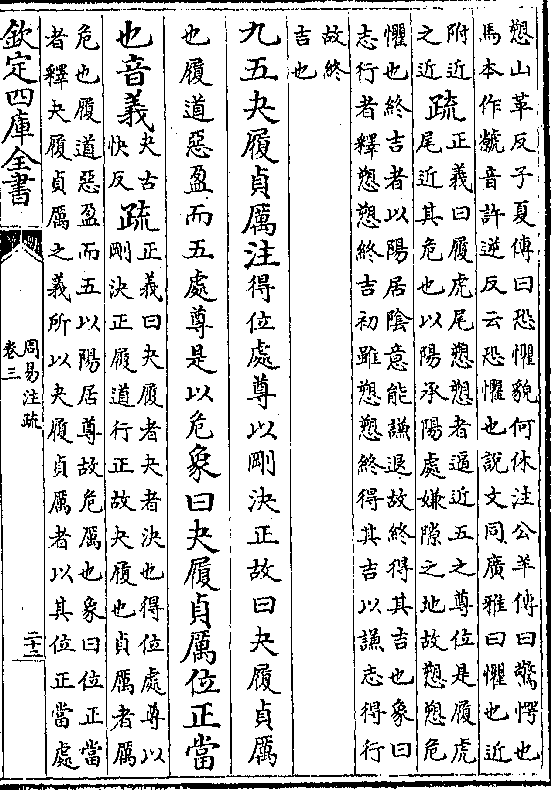 愬山革反子夏傳曰恐懼貌何休注公羊傳曰驚愕也
馬本作虩音許逆反云恐懼也說文同廣雅曰懼也近
附近之近疏正義曰履虎尾愬愬者逼近五之尊位是履虎
尾近其危也以陽承陽處嫌隙之地故愬愬危
懼也終吉者以陽居陰意能謙退故終得其吉也象曰
志行者釋愬愬終吉初雖愬愬終得其吉以謙志得行
故終
吉也
九五夬履貞厲注得位處尊以剛決正故曰夬履貞厲
也履道惡盈而五處尊是以危象曰夬履貞厲位正當
也音義夬古快反疏正義曰夬履者夬者決也得位處尊以
剛決正履道行正故夬履也貞厲者厲
危也履道惡盈而五以陽居尊故危厲也象曰位正當
者釋夬履貞厲之義所以夬履貞厲者以其位正當處
欽定四庫全書
周易注疏
卷三
二十二